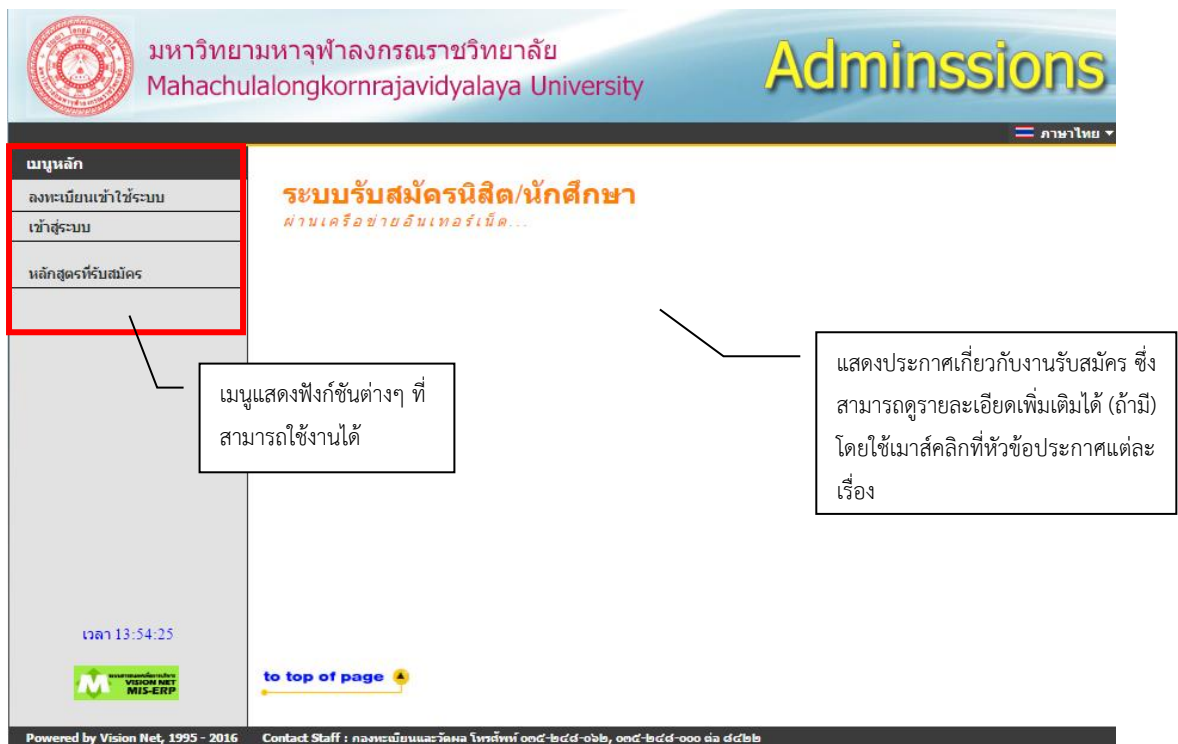 มหาวิทยามหาจุฬาลงกรณราชวิทยาลัย
Mahachulalongkornrajavidyalaya University
Adminssions
ภาษาไทย
เมนูหลัก
ลงทะเบียนเข้าใช้ระบบ
เข้าสู่ระบบ
หลักสูตรที่รับสมัคร
ระบบรับสมัครนิสิต/นักศึกษา
ผ่านเครือข่ายอินเทอร์เน็ต...
เมนูแสดงฟังก์ชันต่างๆ ที่
สามารถใช้งานได้
แสดงประกาศเกี่ยวกับงานรับสมัคร ซึ่ง
สามารถดูรายละเอียดเพิ่มเติมได้ (ถ้ามี)
โดยใช้เมาส์คลิกที่หัวข้อประกาศแต่ละ
เรื่อง
เวลา 13:54:25
VISION NET
MIS-ERP
to top of page
Powered by Vision Net, 1995 - 2016 Contact Staff : กองทะเบียนและวัดผล โทรศัพท์ ๐๓๕-๒๔๘-๐๖๒, ๐๓๕-๒๔๘-๐๐๐ ต่อ ๘๔๒๒